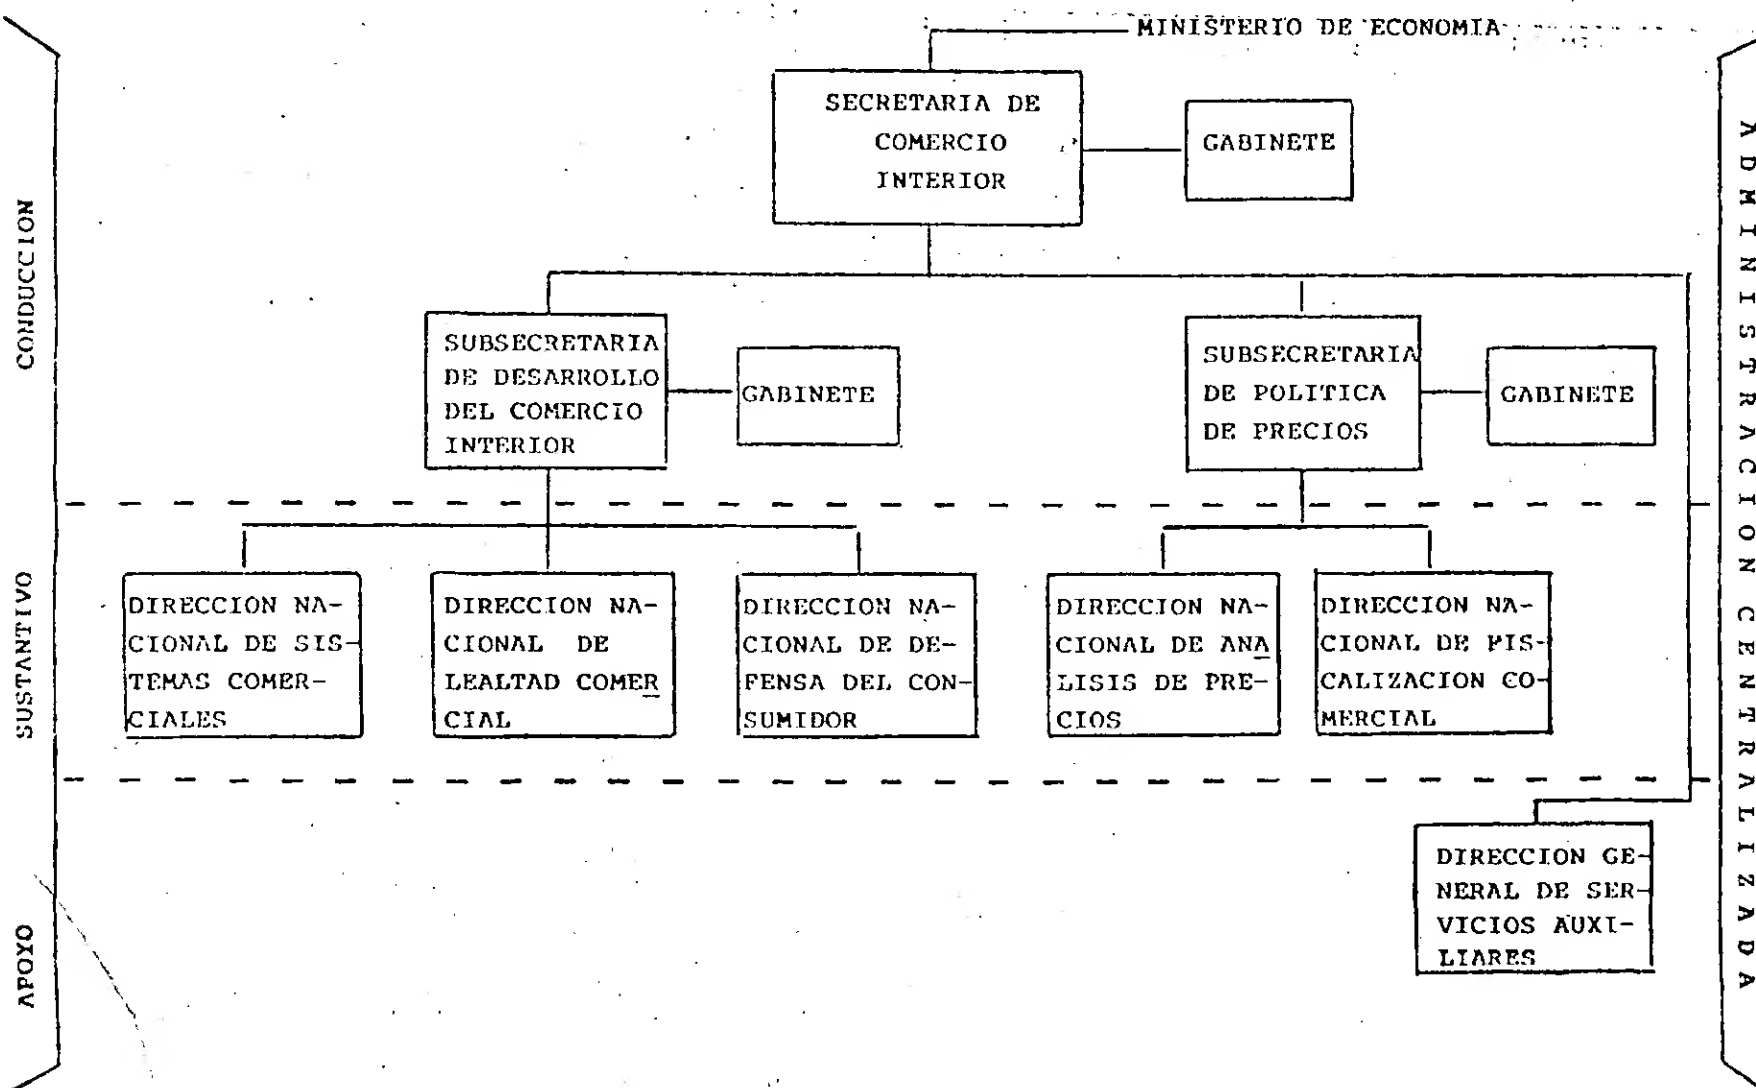 MINISTERIO DE ECONOMIA
SECRETARIA DE
COMERCIO
INTERIOR
GABINETE
CONDUCCION
SUBSECRETARIA
DE DESARROLLO
DEL COMERCIO
INTERIOR
GABINETE
SUBSECRETARIA
DE POLITICA
DE PRECIOS
GABINETE
SUSTANTIVO
DIRECCION NA-
CIONAL DE SIS-
TEMAS COMER-
CIALES
DIRECCION NA-
CIONAL DE
LEALTAD COMER
CIAL
DIRECCION NA-
CIONAL DE DE-
FENSA DEL CON-
SUMIDOR
DIRECCION NA-
CIONAL DE ANA
LISIS DE PRE-
CIOS
DIRECCION NA-
CIONAL DE FIS-
CALIZACION CO-
MERCIAL
APOYO
DIRECCION GE-
NERAL DE SER-
VICIOS AUXI-
LIARES
ADMINISTRACION CENTRALIZADA